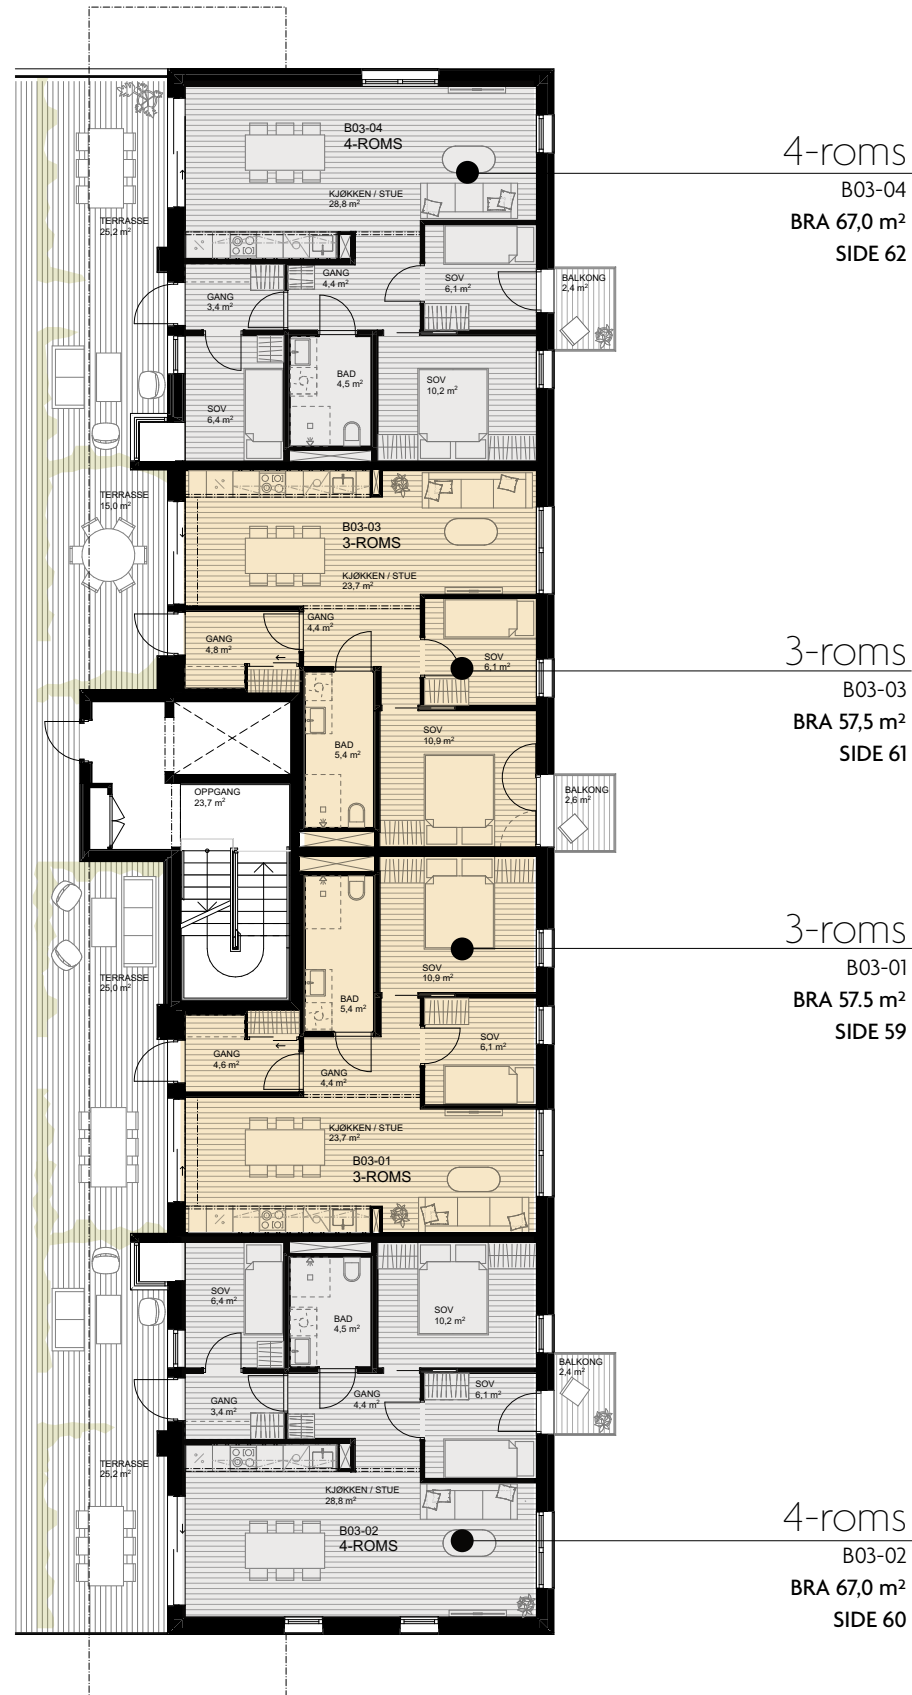 B03-04
4-ROMS
KJØKKEN / STUE
28,8 m²
TERRASSE
25,2 m²
GANG
4,4 m²
SOV
6,1 m²
BALKONG
2,4 m²
GANG
3,4 m²
BAD
4,5 m²
SOV
10,2 m²
SOV
6,4 m²
4-roms
B03-04
BRA 67,0 m²
SIDE 62
TERRASSE
15,0 m²
B03-03
3-ROMS
KJØKKEN / STUE
23,7 m²
GANG
4,4 m²
GANG
4,8 m²
SOV
6,1 m²
SOV
10,9 m²
BAD
5,4 m²
BALKONG
2,6 m²
OPPGANG
23,7 m²
3-roms
B03-03
BRA 57,5 m²
SIDE 61
SOV
10,9 m²
TERRASSE
25,0 m²
BAD
5,4 m²
SOV
6,1 m²
GANG
4,6 m²
GANG
4,4 m²
KJØKKEN / STUE
23,7 m²
B03-01
3-ROMS
3-roms
B03-01
BRA 57.5 m²
SIDE 59
SOV
6,4 m²
BAD
4,5 m²
SOV
10,2 m²
BALKONG
2,4 m²
SOV
6,1 m²
GANG
3,4 m²
GANG
4,4 m²
TERRASSE
25,2 m²
KJØKKEN / STUE
28,8 m²
B03-02
4-ROMS
4-roms
B03-02
BRA 67,0 m²
SIDE 60